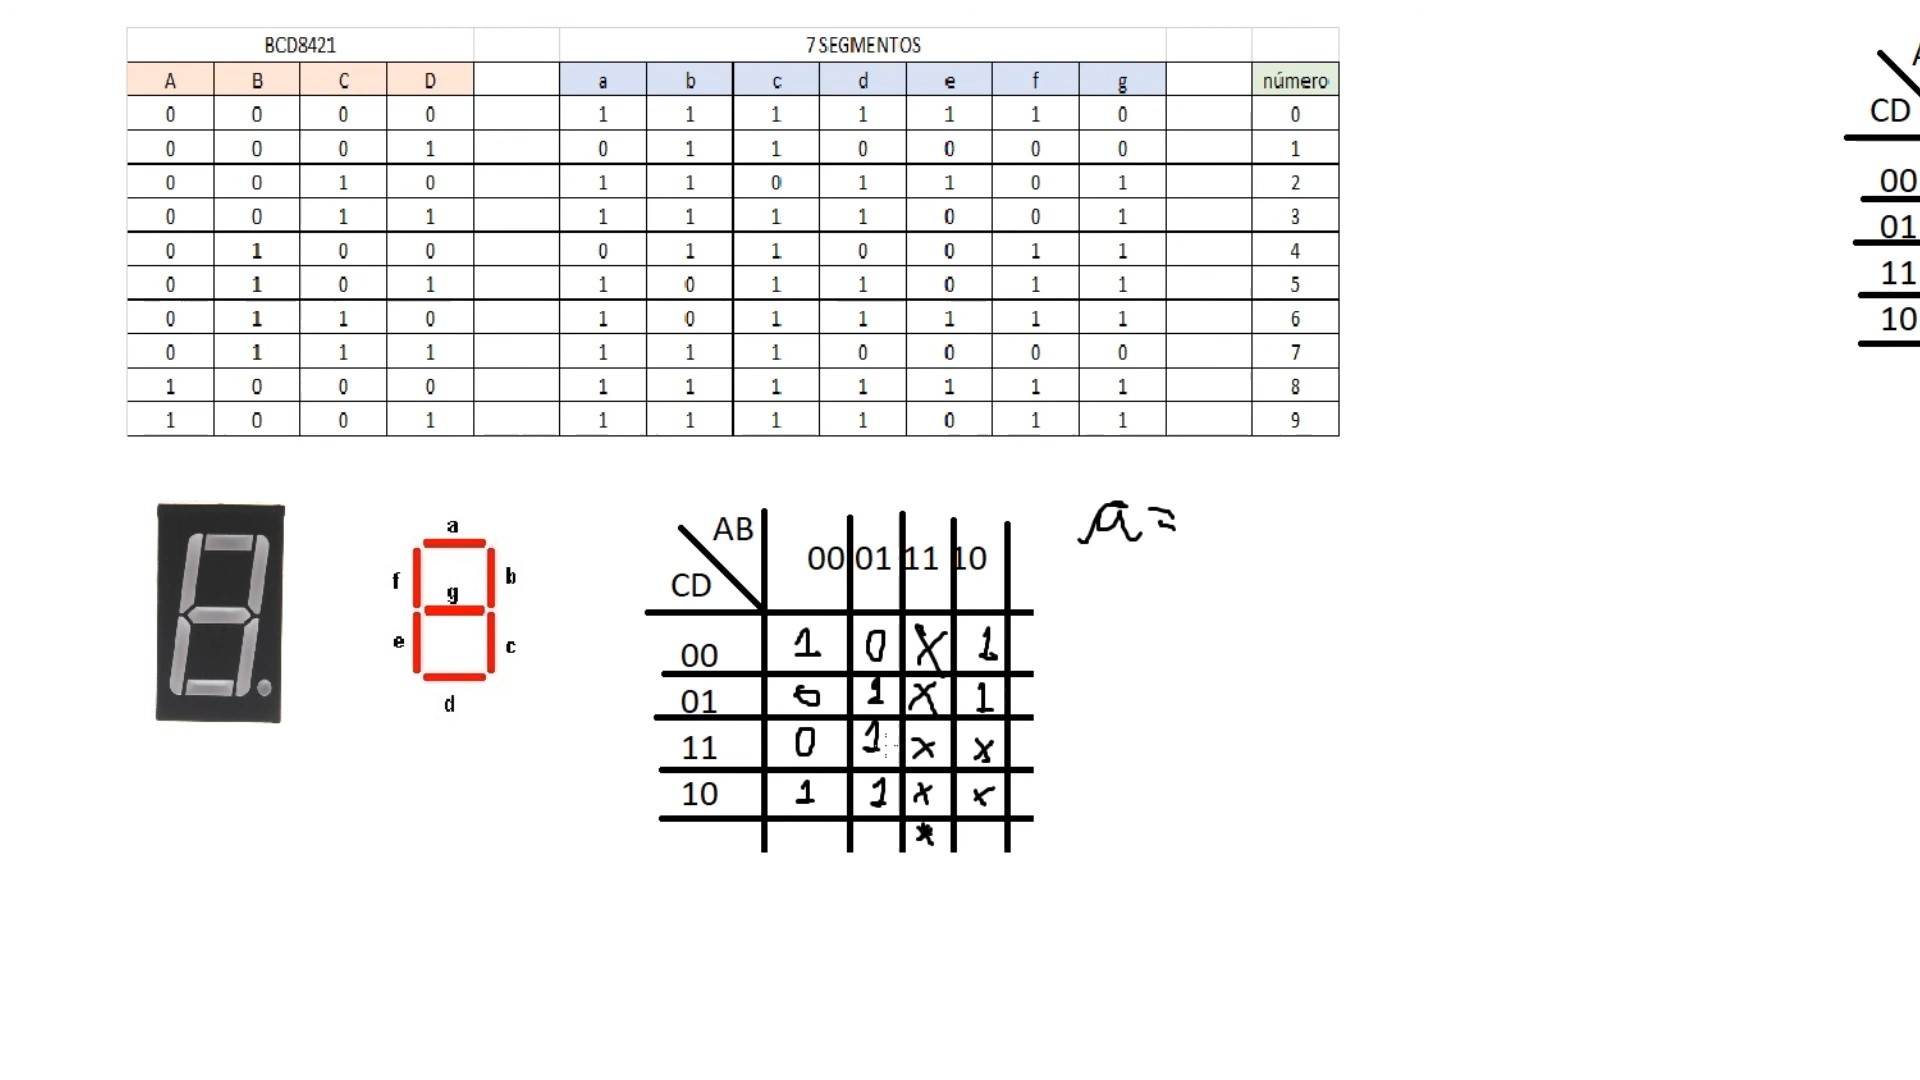 BCD8421 7 SEGMENTOS
A B C D a b c d e f g número
0 0 0 0 1 1 1 1 1 1 0 0
0 0 0 1 0 1 1 0 0 0 0 1
0 0 1 0 1 1 0 1 1 0 1 2
0 0 1 1 1 1 1 1 0 0 1 3
0 1 0 0 0 1 1 0 0 1 1 4
0 1 0 1 1 0 1 1 0 1 1 5
0 1 1 0 1 0 1 1 1 1 1 6
0 1 1 1 1 1 1 0 0 0 0 7
1 0 0 0 1 1 1 1 1 1 1 8
1 0 0 1 1 1 1 1 0 1 1 9
CD
00
01
11
10
a
f b
g
e c
d
AB
00 01 11 10
CD
00 1 0 X 1
01 0 1 X 1
11 0 1 x x
10 1 1 x x
a=